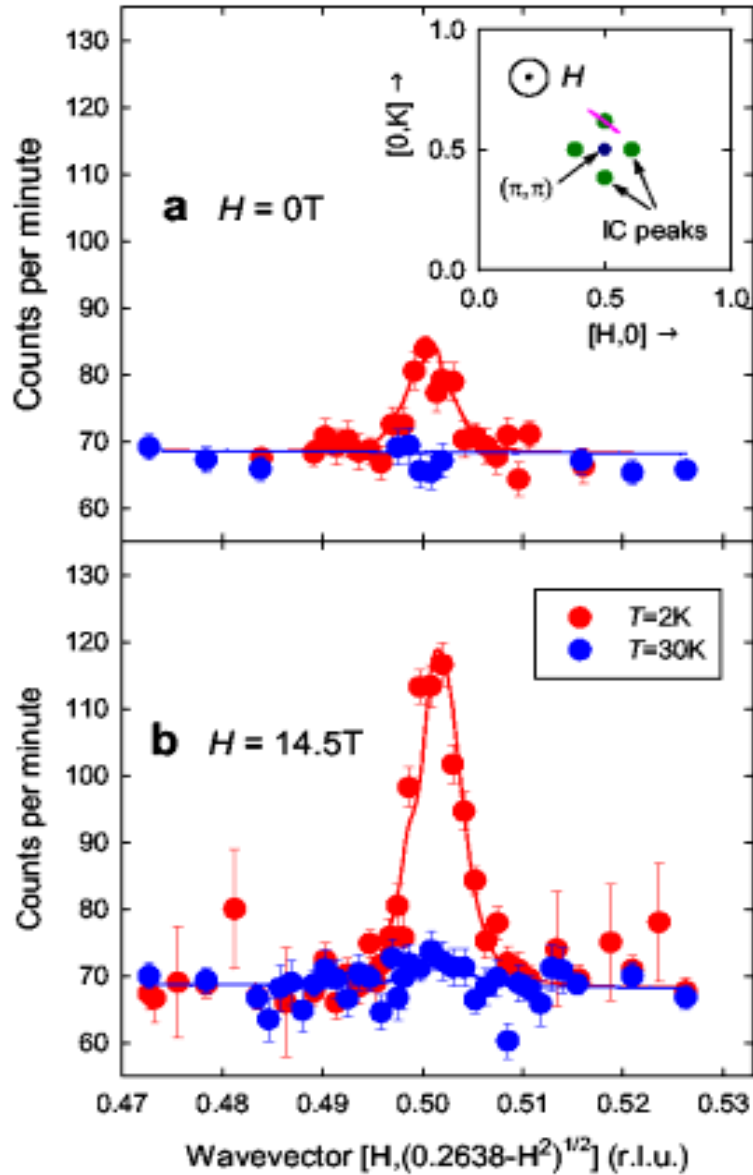 130
120
110
100
90
80
70
60
Counts per minute
a H = 0T
1.0
0.5
0.0
[0,K] →
H
(π,π)
IC peaks
0.0 0.5 1.0
[H,0] →
130
120
110
100
90
80
70
60
Counts per minute
b H = 14.5T
T=2K
T=30K
0.47 0.48 0.49 0.50 0.51 0.52 0.53
Wavevector [H,(0.2638-H²)¹/²] (r.l.u.)